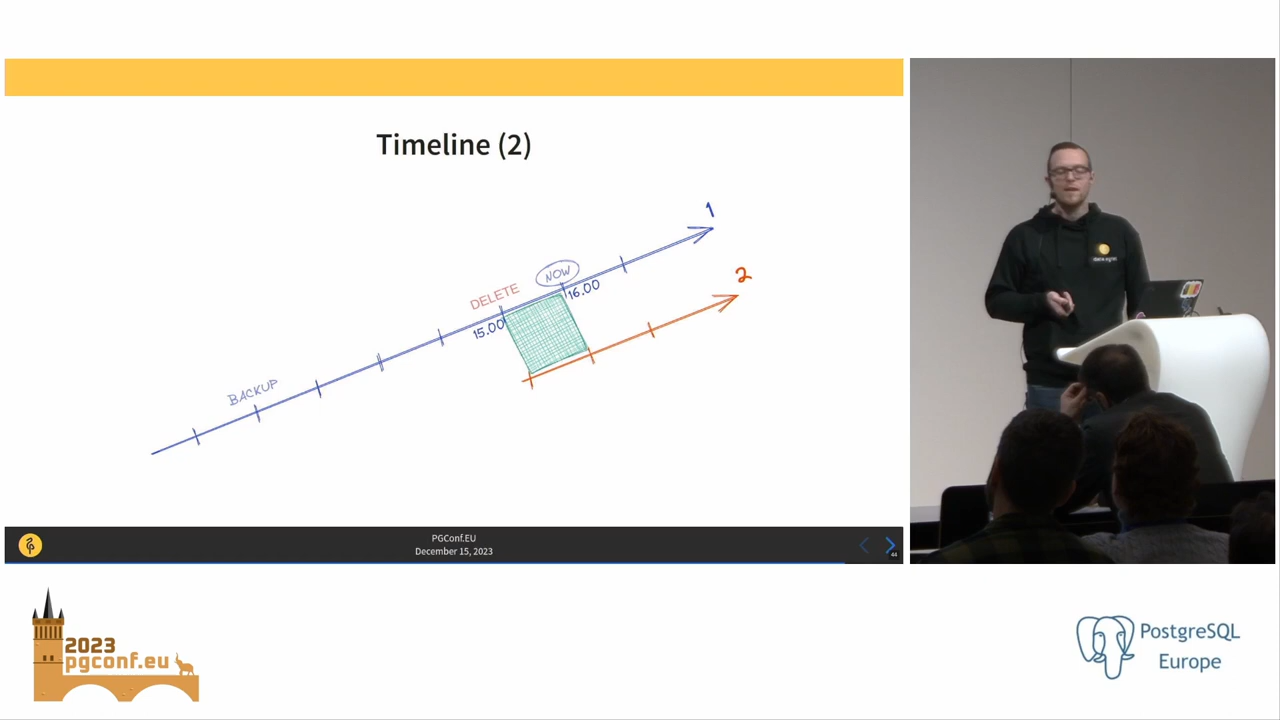 Timeline (2)
1
2
NOW
DELETE
16.00
15.00
BACKUP
PGConf.EU
December 15, 2023
44
2023
pgconf.eu
PostgreSQL
Europe